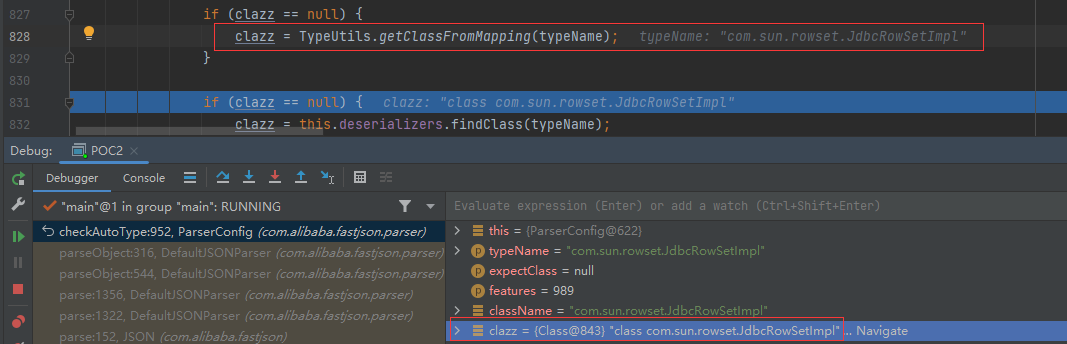 827 if (clazz == null) {
828 clazz = TypeUtils.getClassFromMapping(typeName); typeName: "com.sun.rowset.JdbcRowSetImpl"
829 }
830
831 if (clazz == null) { clazz: "class com.sun.rowset.JdbcRowSetImpl"
832 clazz = this.deserializers.findClass(typeName);
Debug: POC2
Debugger Console
"main"@1 in group "main": RUNNING
Evaluate expression (Enter) or add a watch (Ctrl+Shift+Enter)
checkAutoType:952, ParserConfig (com.alibaba.fastjson.parser)
parseObject:316, DefaultJSONParser (com.alibaba.fastjson.parser)
parseObject:544, DefaultJSONParser (com.alibaba.fastjson.parser)
parse:1356, DefaultJSONParser (com.alibaba.fastjson.parser)
parse:1322, DefaultJSONParser (com.alibaba.fastjson.parser)
parse:152, JSON (com.alibaba.fastjson)
this = {ParserConfig@622}
typeName = "com.sun.rowset.JdbcRowSetImpl"
expectClass = null
features = 989
className = "com.sun.rowset.JdbcRowSetImpl"
clazz = {Class@843} "class com.sun.rowset.JdbcRowSetImpl" ... Navigate